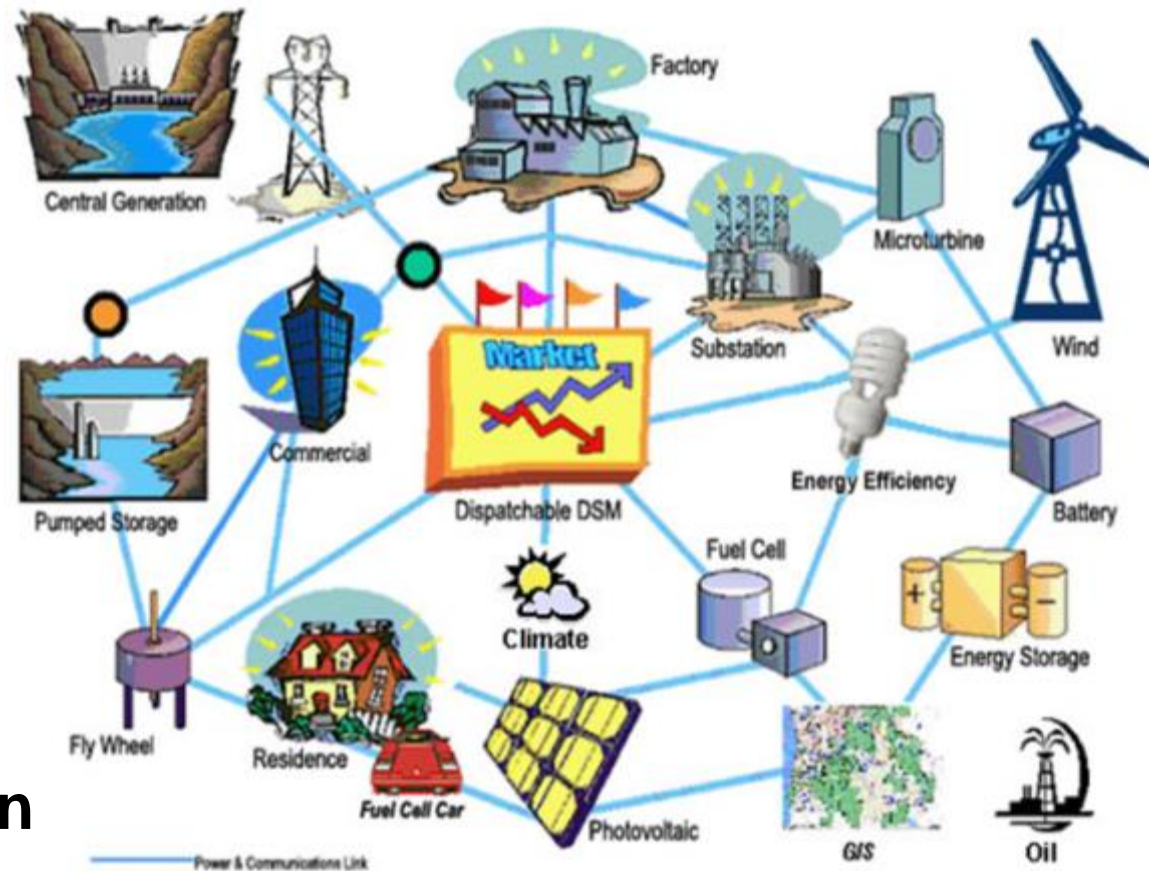 Factory
Central Generation
Microturbine
Wind
Substation
Market
Commercial
Energy Efficiency
Battery
Pumped Storage
Dispatchable DSM
Fuel Cell
Climate
+
−
Energy Storage
Fly Wheel
Residence
Fuel Cell Car
Photovoltaic
n
GIS
Oil
Power & Communications Link